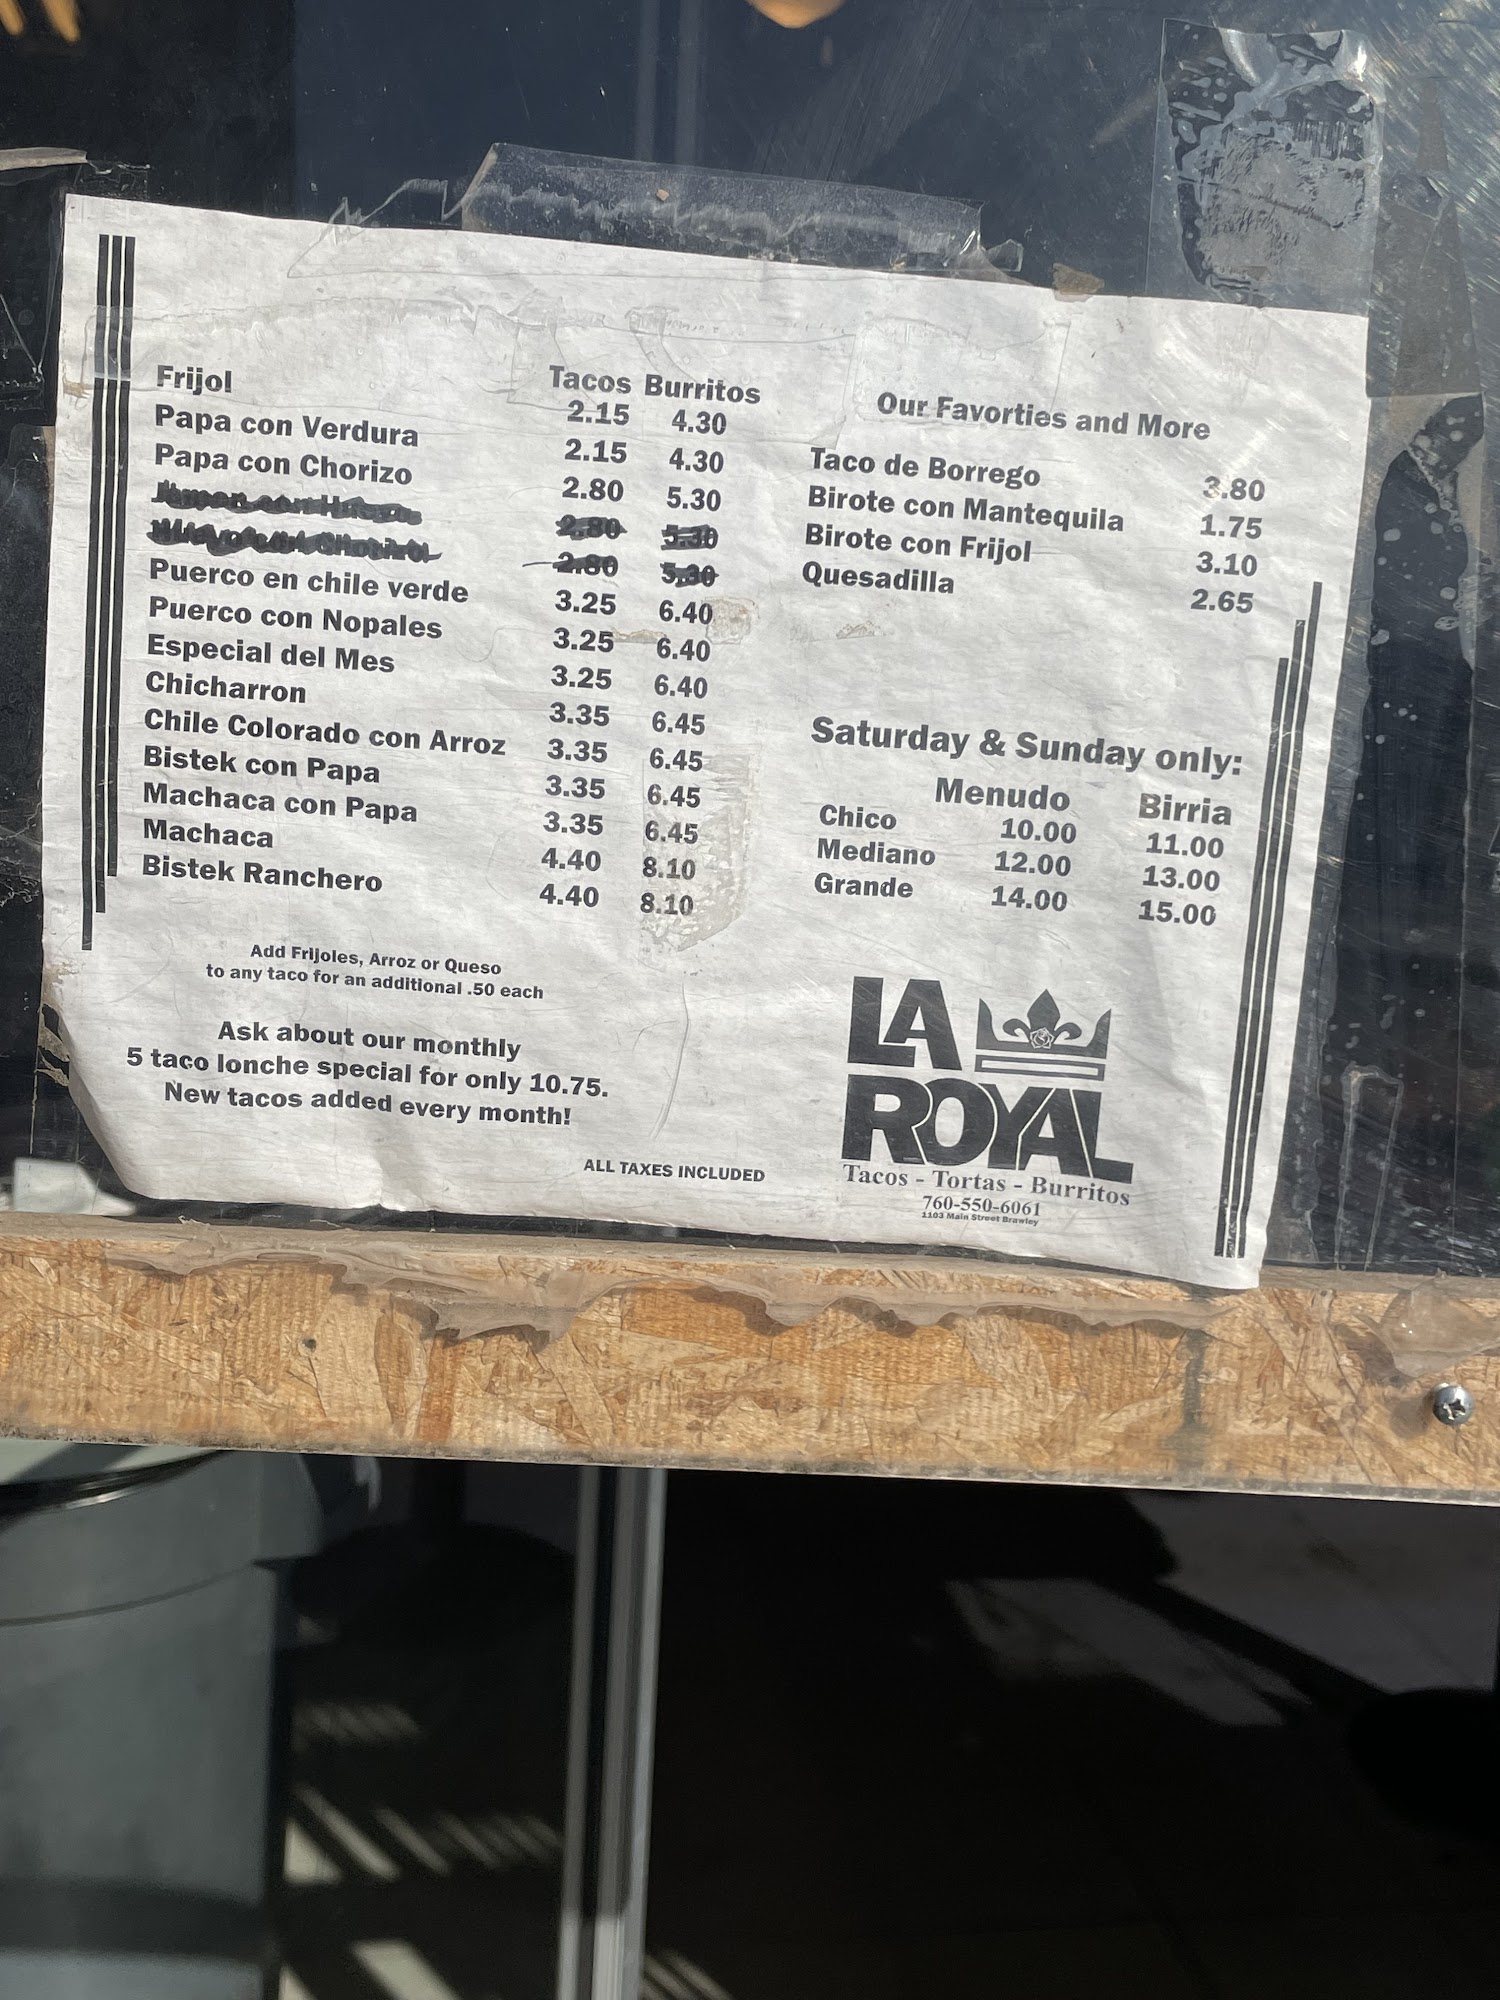 Tacos Burritos
Frijol 2.15 4.30
Papa con Verdura 2.15 4.30
Papa con Chorizo 2.80 5.30
2.80 5.30
2.80 5.30
Puerco en chile verde 3.25 6.40
Puerco con Nopales 3.25 6.40
Especial del Mes 3.25 6.40
Chicharron 3.35 6.45
Chile Colorado con Arroz 3.35 6.45
Bistek con Papa 3.35 6.45
Machaca con Papa 3.35 6.45
Machaca 4.40 8.10
Bistek Ranchero 4.40 8.10
Add Frijoles, Arroz or Queso
to any taco for an additional .50 each
Ask about our monthly
5 taco lonche special for only 10.75.
New tacos added every month!
ALL TAXES INCLUDED
Our Favorties and More
Taco de Borrego 3.80
Birote con Mantequila 1.75
Birote con Frijol 3.10
Quesadilla 2.65
Saturday & Sunday only:
Menudo Birria
Chico 10.00 11.00
Mediano 12.00 13.00
Grande 14.00 15.00
LA
ROYAL
Tacos - Tortas - Burritos
760-550-6061
1103 Main Street Brawley